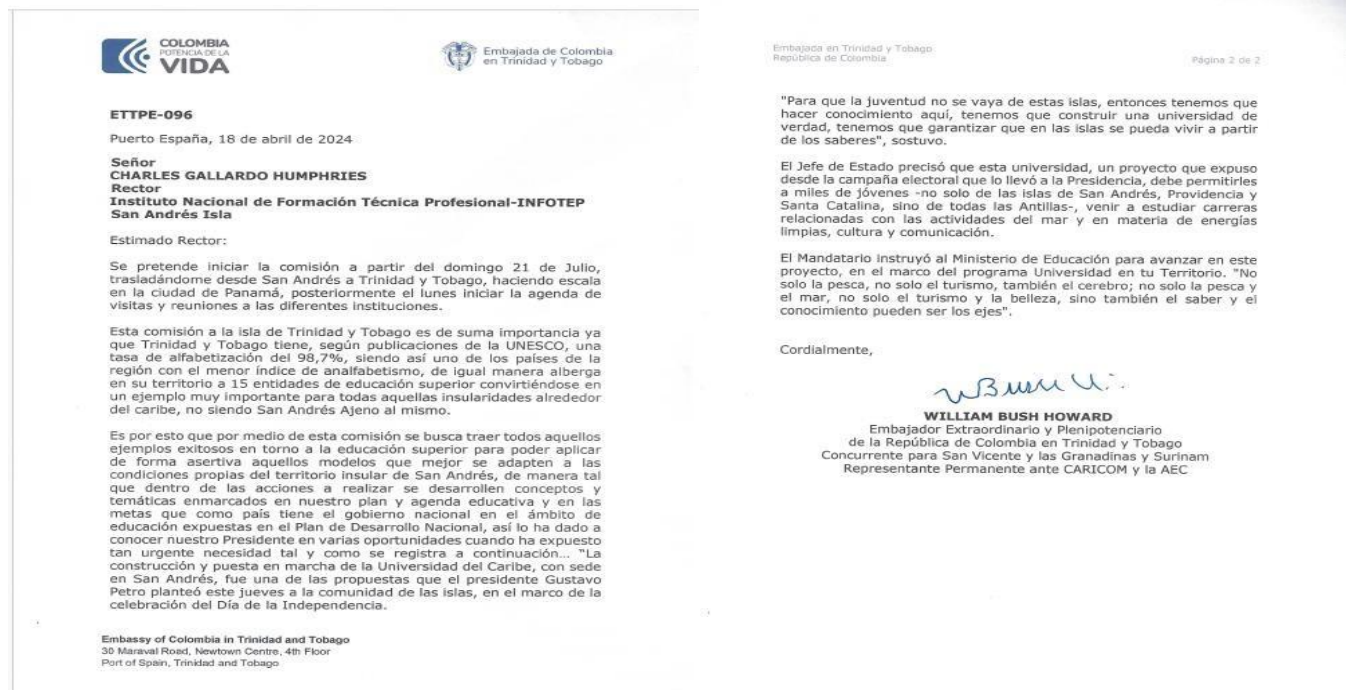 COLOMBIA
POTENCIA DE LA
VIDA
Embajada de Colombia
en Trinidad y Tobago
ETTPE-096
Puerto España, 18 de abril de 2024
Señor
CHARLES GALLARDO HUMPHRIES
Rector
Instituto Nacional de Formación Técnica Profesional-INFOTEP
San Andrés Isla
Estimado Rector:
Se pretende iniciar la comisión a partir del domingo 21 de Julio,
trasladándome desde San Andrés a Trinidad y Tobago, haciendo escala
en la ciudad de Panamá, posteriormente el lunes iniciar la agenda de
visitas y reuniones a las diferentes instituciones.
Esta comisión a la isla de Trinidad y Tobago es de suma importancia ya
que Trinidad y Tobago tiene, según publicaciones de la UNESCO, una
tasa de alfabetización del 98,7%, siendo así uno de los países de la
región con el menor índice de analfabetismo, de igual manera alberga
en su territorio a 15 entidades de educación superior convirtiéndose en
un ejemplo muy importante para todas aquellas insularidades alrededor
del caribe, no siendo San Andrés Ajeno al mismo.
Es por esto que por medio de esta comisión se busca traer todos aquellos
ejemplos exitosos en torno a la educación superior para poder aplicar
de forma asertiva aquellos modelos que mejor se adapten a las
condiciones propias del territorio insular de San Andrés, de manera tal
que dentro de las acciones a realizar se desarrollen conceptos y
temáticas enmarcados en nuestro plan y agenda educativa y en las
metas que como país tiene el gobierno nacional en el ámbito de
educación expuestas en el Plan de Desarrollo Nacional, así lo ha dado a
conocer nuestro Presidente en varias oportunidades cuando ha expuesto
tan urgente necesidad tal y como se registra a continuación... "La
construcción y puesta en marcha de la Universidad del Caribe, con sede
en San Andrés, fue una de las propuestas que el presidente Gustavo
Petro planteó este jueves a la comunidad de las islas, en el marco de la
celebración del Día de la Independencia.
Embassy of Colombia in Trinidad and Tobago
30 Maraval Road, Newtown Centre, 4th Floor
Port of Spain, Trinidad and Tobago
Embajada en Trinidad y Tobago
República de Colombia
Página 2 de 2
"Para que la juventud no se vaya de estas islas, entonces tenemos que
hacer conocimiento aquí, tenemos que construir una universidad de
verdad, tenemos que garantizar que en las islas se pueda vivir a partir
de los saberes", sostuvo.
El Jefe de Estado precisó que esta universidad, un proyecto que expuso
desde la campaña electoral que lo llevó a la Presidencia, debe permitirles
a miles de jóvenes -no solo de las islas de San Andrés, Providencia y
Santa Catalina, sino de todas las Antillas-, venir a estudiar carreras
relacionadas con las actividades del mar y en materia de energías
limpias, cultura y comunicación.
El Mandatario instruyó al Ministerio de Educación para avanzar en este
proyecto, en el marco del programa Universidad en tu Territorio. "No
solo la pesca, no solo el turismo, también el cerebro; no solo la pesca y
el mar, no solo el turismo y la belleza, sino también el saber y el
conocimiento pueden ser los ejes".
Cordialmente,
WILLIAM BUSH HOWARD
Embajador Extraordinario y Plenipotenciario
de la República de Colombia en Trinidad y Tobago
Concurrente para San Vicente y las Granadinas y Surinam
Representante Permanente ante CARICOM y la AEC